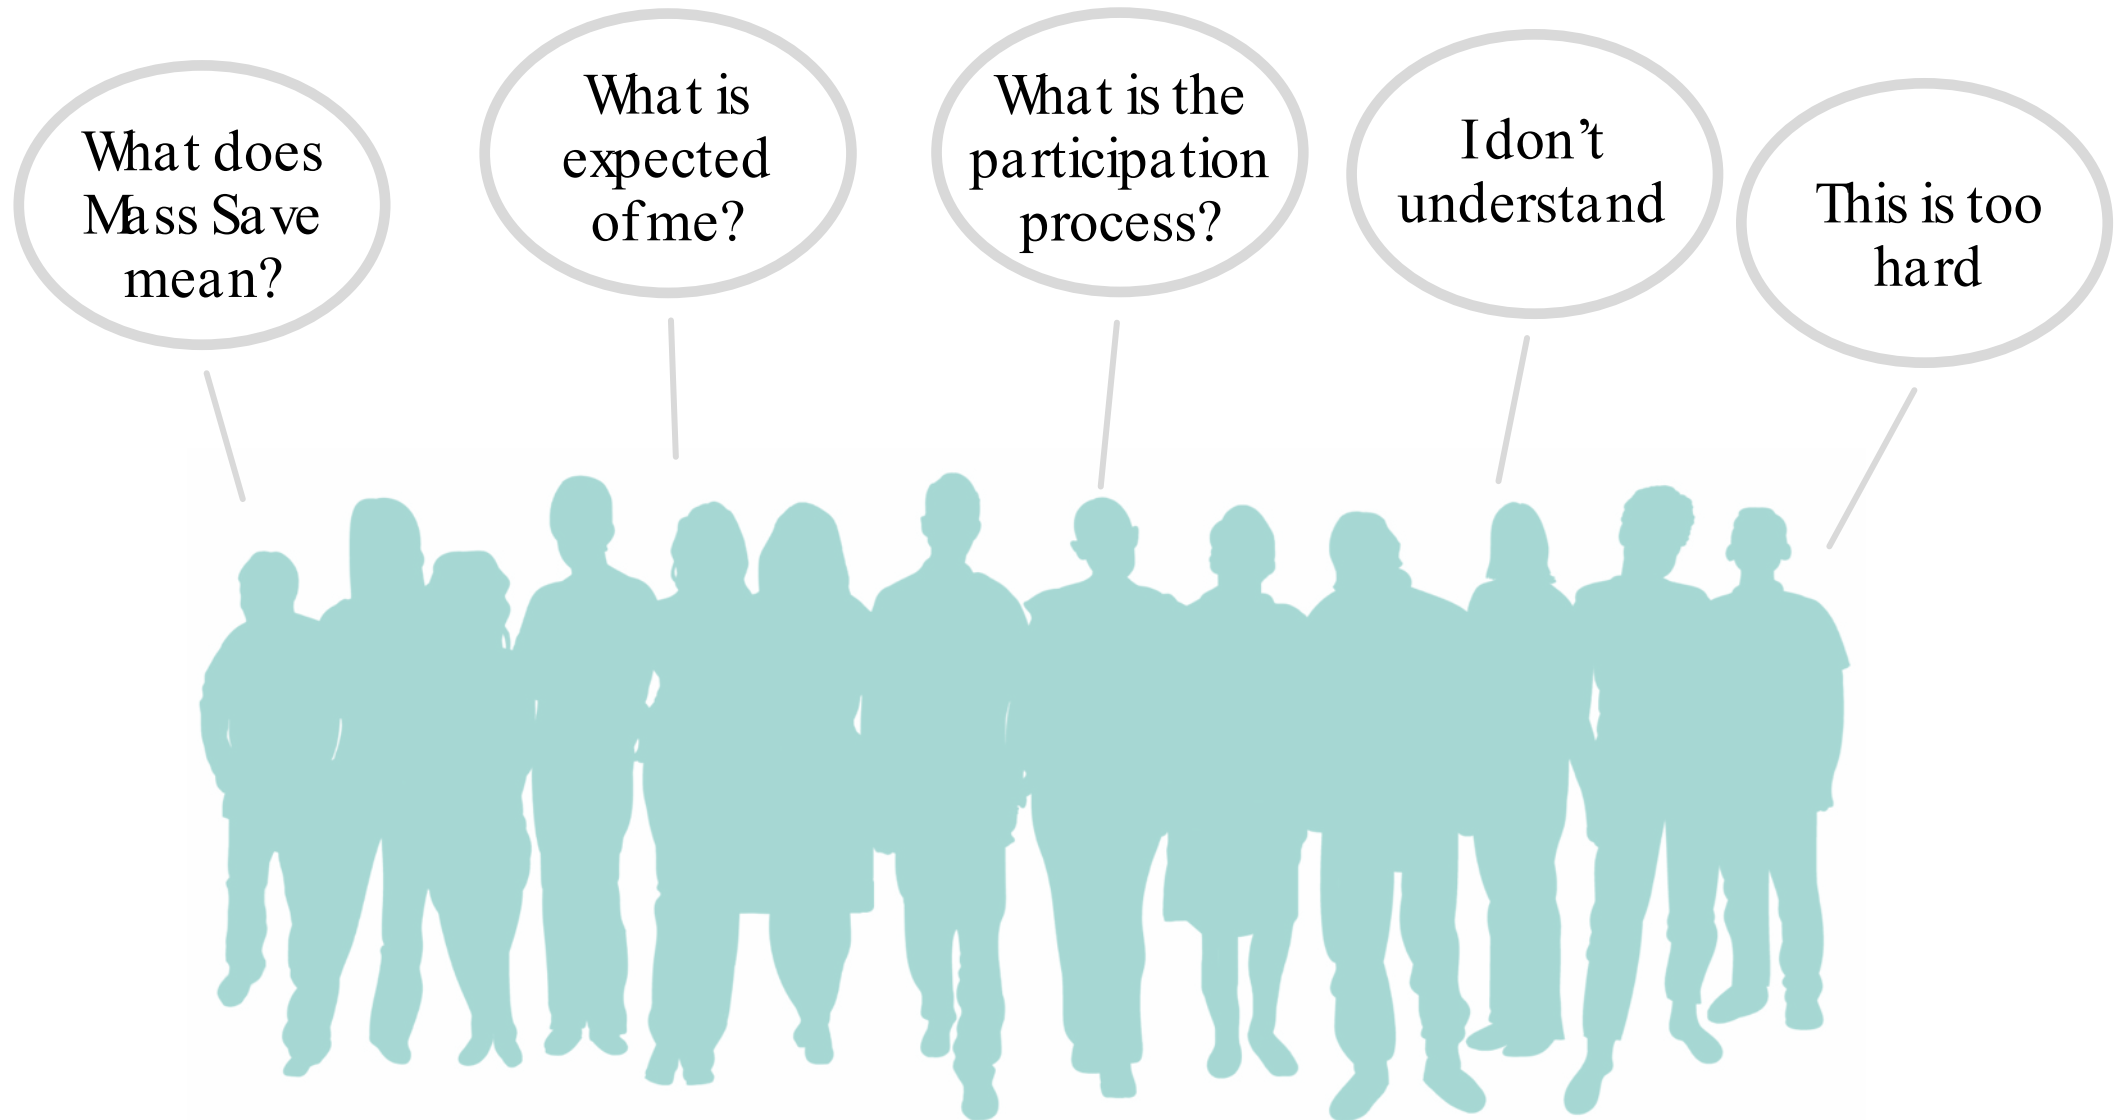 What does
Mass Save
mean?
What is
expected
of me?
What is the
participation
process?
I don’t
understand
This is too
hard